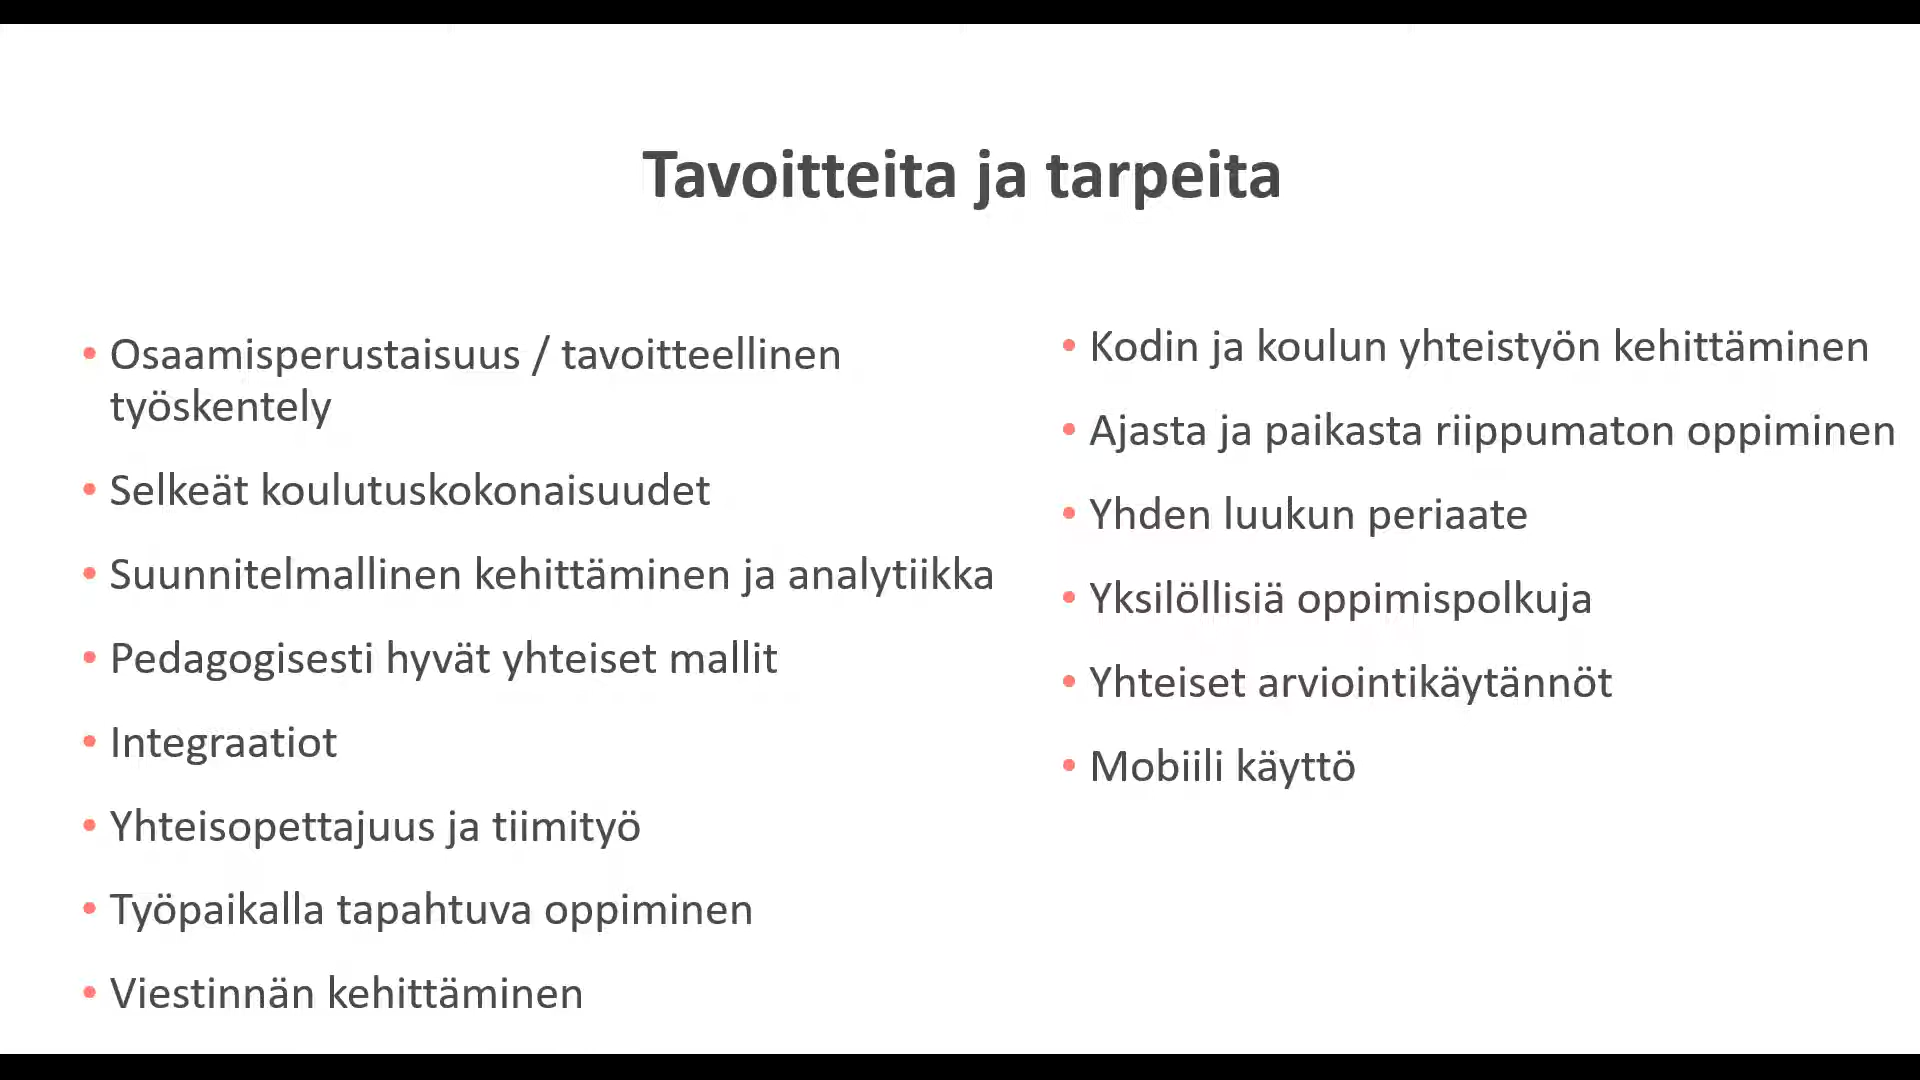 Tavoitteita ja tarpeita
• Osaamisperustaisuus / tavoitteellinen
työskentely
• Selkeät koulutuskokonaisuudet
• Suunnitelmallinen kehittäminen ja analytiikka
• Pedagogisesti hyvät yhteiset mallit
• Integraatiot
• Yhteisopettajuus ja tiimityö
• Työpaikalla tapahtuva oppiminen
• Viestinnän kehittäminen
• Kodin ja koulun yhteistyön kehittäminen
• Ajasta ja paikasta riippumaton oppiminen
• Yhden luukun periaate
• Yksilöllisiä oppimispolkuja
• Yhteiset arviointikäytännöt
• Mobiili käyttö